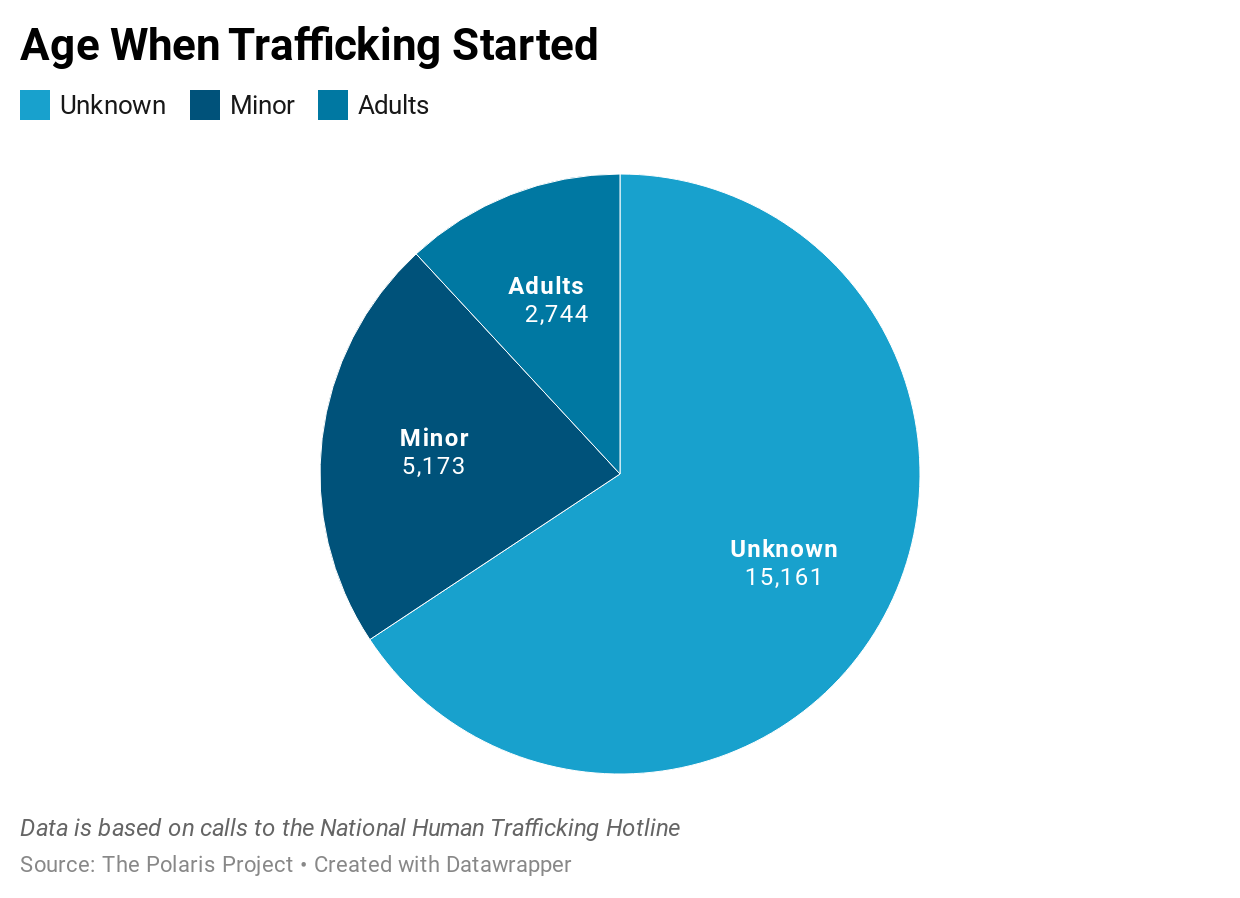 Age When Trafficking Started
Unknown Minor Adults
Adults
2,744
Minor
5,173
Unknown
15,161
Data is based on calls to the National Human Trafficking Hotline
Source: The Polaris Project • Created with Datawrapper